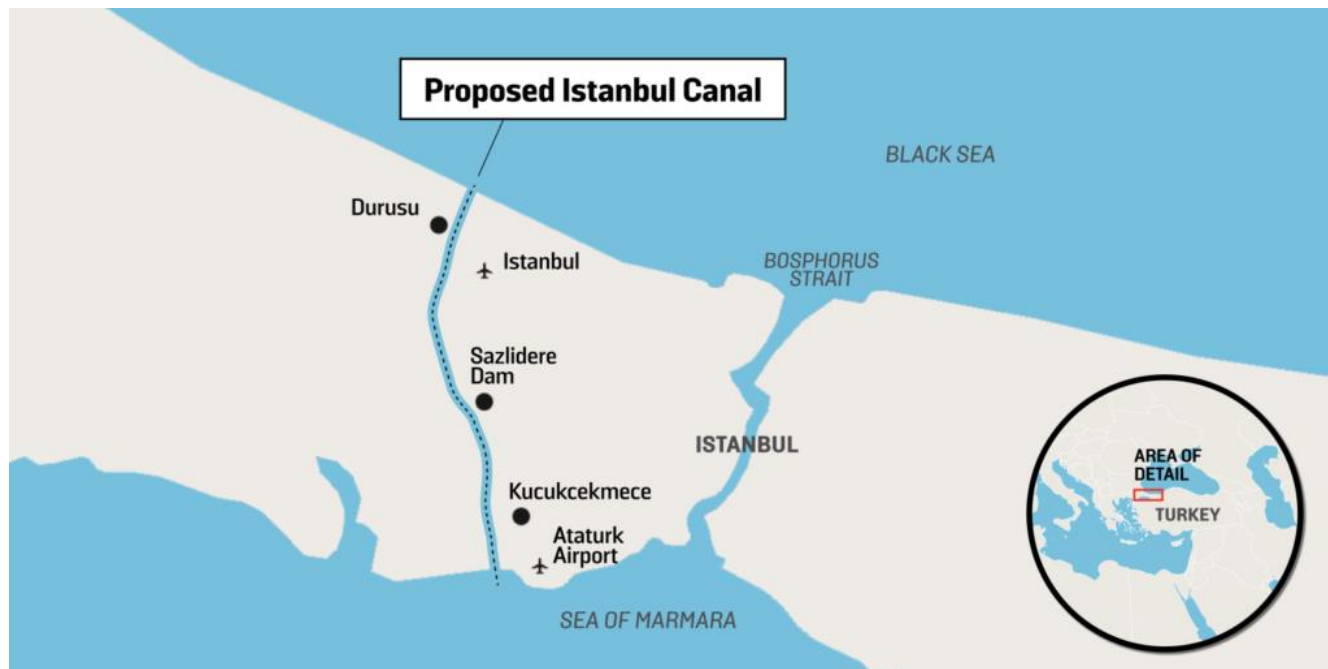 Proposed Istanbul Canal
BLACK SEA
Durusu
Istanbul
BOSPHORUS
STRAIT
Sazlidere
Dam
ISTANBUL
Kucukcekmece
Ataturk
Airport
SEA OF MARMARA
AREA OF
DETAIL
TURKEY